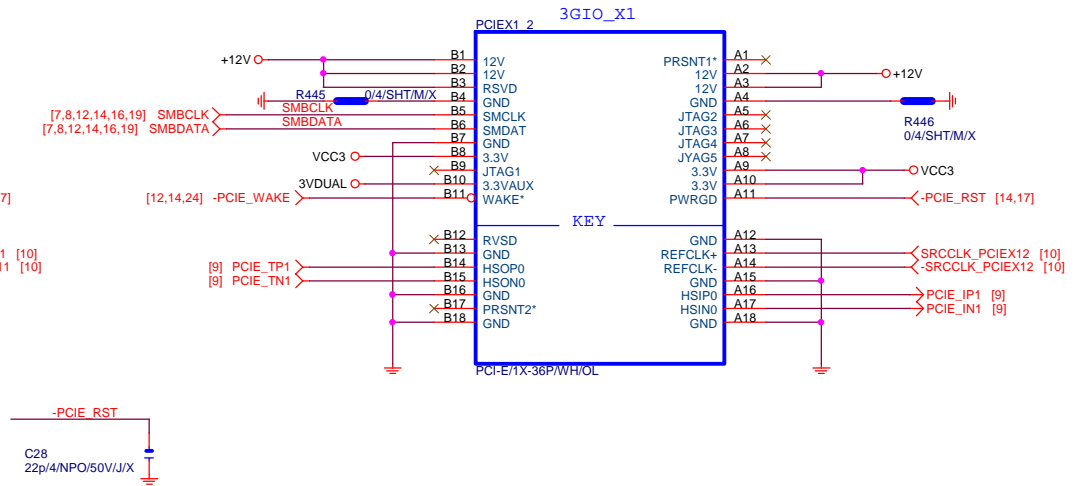 3GIO_X1
PCIEX1_2
+12V
B1 12V PRSNT1* A1
B2 12V 12V A2 +12V
B3 RSVD 12V A3
R445 0/4/SHT/M/X B4 GND GND A4
[7,8,12,14,16,19] SMBCLK SMBCLK B5 SMCLK JTAG2 A5
[7,8,12,14,16,19] SMBDATA SMBDATA B6 SMDAT JTAG3 A6
R446
0/4/SHT/M/X
B7 GND JTAG4 A7
VCC3 B8 3.3V JYAG5 A8
B9 JTAG1 3.3V A9 VCC3
3VDUAL B10 3.3VAUX 3.3V A10
7] [12,14,24] -PCIE_WAKE B11 WAKE* PWRGD A11 -PCIE_RST [14,17]
KEY
B12 RVSD GND A12
1 [10] B13 GND REFCLK+ A13 SRCCLK_PCIEX12 [10]
11 [10] [9] PCIE_TP1 B14 HSOP0 REFCLK- A14 -SRCCLK_PCIEX12 [10]
[9] PCIE_TN1 B15 HSON0 GND A15
B16 GND HSIP0 A16 PCIE_IP1 [9]
B17 PRSNT2* HSIN0 A17 PCIE_IN1 [9]
B18 GND GND A18
PCI-E/1X-36P/WH/OL
-PCIE_RST
C28
22p/4/NPO/50V/J/X